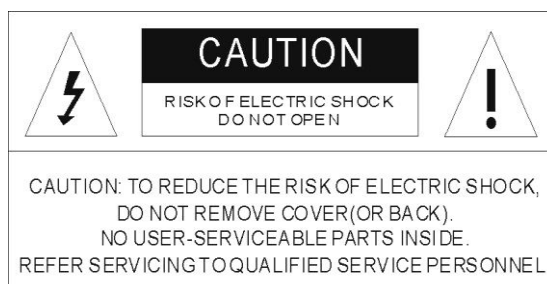 CAUTION
RISK OF ELECTRIC SHOCK
DO NOT OPEN
!
CAUTION: TO REDUCE THE RISK OF ELECTRIC SHOCK,
DO NOT REMOVE COVER(OR BACK).
NO USER-SERVICEABLE PARTS INSIDE.
REFER SERVICING TO QUALIFIED SERVICE PERSONNEL